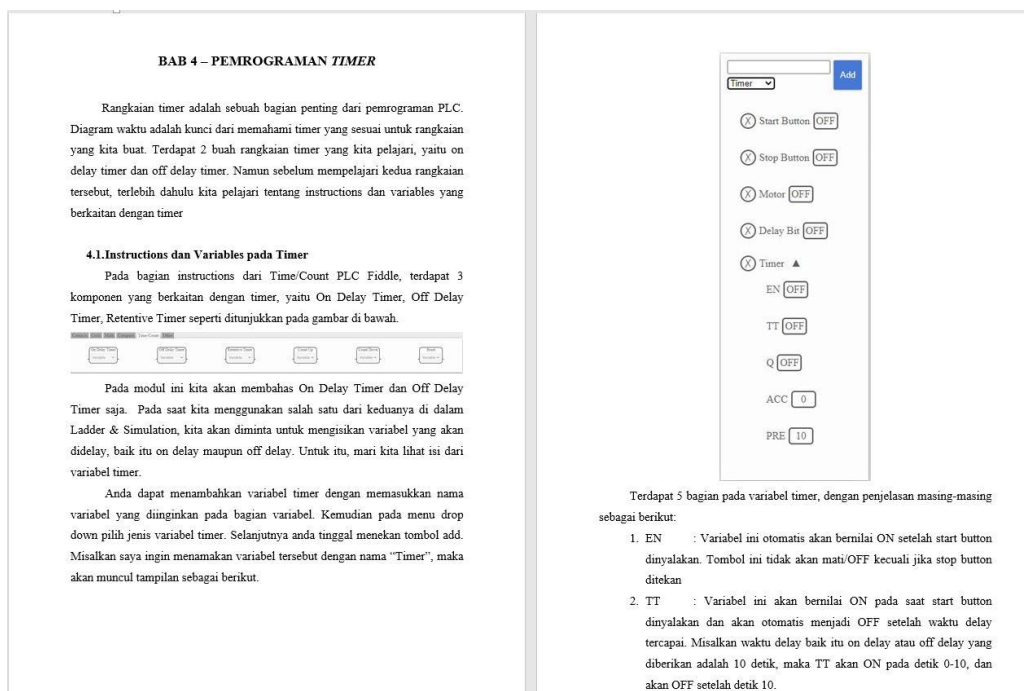 BAB 4 – PEMROGRAMAN TIMER
Rangkaian timer adalah sebuah bagian penting dari pemrograman PLC.
Diagram waktu adalah kunci dari memahami timer yang sesuai untuk rangkaian
yang kita buat. Terdapat 2 buah rangkaian timer yang kita pelajari, yaitu on
delay timer dan off delay timer. Namun sebelum mempelajari kedua rangkaian
tersebut, terlebih dahulu kita pelajari tentang instructions dan variables yang
berkaitan dengan timer
4.1.Instructions dan Variables pada Timer
Pada bagian instructions dari Time/Count PLC Fiddle, terdapat 3
komponen yang berkaitan dengan timer, yaitu On Delay Timer, Off Delay
Timer, Retentive Timer seperti ditunjukkan pada gambar di bawah.
Pada modul ini kita akan membahas On Delay Timer dan Off Delay
Timer saja. Pada saat kita menggunakan salah satu dari keduanya di dalam
Ladder & Simulation, kita akan diminta untuk mengisikan variabel yang akan
didelay, baik itu on delay maupun off delay. Untuk itu, mari kita lihat isi dari
variabel timer.
Anda dapat menambahkan variabel timer dengan memasukkan nama
variabel yang diinginkan pada bagian variabel. Kemudian pada menu drop
down pilih jenis variabel timer. Selanjutnya anda tinggal menekan tombol add.
Misalkan saya ingin menamakan variabel tersebut dengan nama "Timer", maka
akan muncul tampilan sebagai berikut.
Add
Timer
X Start Button OFF
X Stop Button OFF
X Motor OFF
X Delay Bit OFF
X Timer ▲
EN OFF
TT OFF
Q OFF
ACC 0
PRE 10
Terdapat 5 bagian pada variabel timer, dengan penjelasan masing-masing
sebagai berikut:
1. EN : Variabel ini otomatis akan bernilai ON setelah start button
dinyalakan. Tombol ini tidak akan mati/OFF kecuali jika stop button
ditekan
2. TT : Variabel ini akan bernilai ON pada saat start button
dinyalakan dan akan otomatis menjadi OFF setelah waktu delay
tercapai. Misalkan waktu delay baik itu on delay atau off delay yang
diberikan adalah 10 detik, maka TT akan ON pada detik 0-10, dan
akan OFF setelah detik 10.